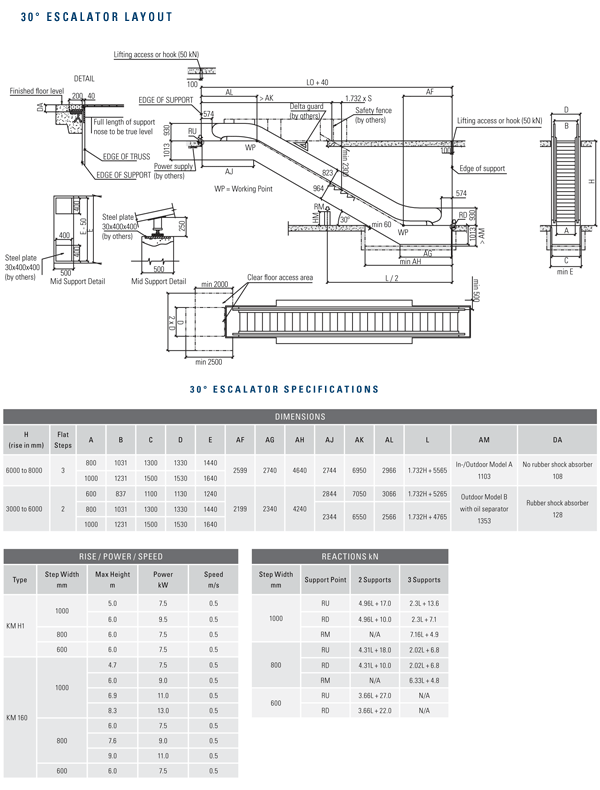 30° ESCALATOR LAYOUT
Lifting access or hook (50 kN)
DETAIL
Finished floor level
200 40
DA
Full length of support
nose to be true level
EDGE OF TRUSS
EDGE OF SUPPORT
100
LO + 40
AL
> AK
1.732 x S
AF
EDGE OF SUPPORT
Delta guard
(by others)
Safety fence
(by others)
Lifting access or hook (50 kN)
574
930
RU
1013
WP
100
Power supply
(by others)
AJ
WP = Working Point
min 2300
823
964
Edge of support
574
RM
HM
30°
min 60
WP
RD
930
1013
> AM
AG
min AH
L / 2
D
B
H
A
C
min E
Steel plate
30x400x400
(by others)
250
E - 50
E
400
400
400
Steel plate
30x400x400
(by others)
500
Mid Support Detail
500
Mid Support Detail
Clear floor access area
min 2000
2 x D
D
min 2500
min 500
30° ESCALATOR SPECIFICATIONS
DIMENSIONS
H (rise in mm) Flat Steps A B C D E AF AG AH AJ AK AL L AM DA
6000 to 8000 3 800 1031 1300 1330 1440 2599 2740 4640 2744 6950 2966 1.732H + 5565 In-/Outdoor Model A 1103 No rubber shock absorber 108
1000 1231 1500 1530 1640
3000 to 6000 2 600 837 1100 1130 1240 2199 2340 4240 2844 7050 3066 1.732H + 5265 Outdoor Model B with oil separator 1353 Rubber shock absorber 128
800 1031 1300 1330 1440 2344 6550 2566 1.732H + 4765
1000 1231 1500 1530 1640
RISE / POWER / SPEED
Type Step Width mm Max Height m Power kW Speed m/s
KM H1 1000 5.0 7.5 0.5
6.0 9.5 0.5
800 6.0 7.5 0.5
600 6.0 7.5 0.5
KM 160 1000 4.7 7.5 0.5
6.0 9.0 0.5
6.9 11.0 0.5
8.3 13.0 0.5
800 6.0 7.5 0.5
7.6 9.0 0.5
9.0 11.0 0.5
600 6.0 7.5 0.5
REACTIONS kN
Step Width mm Support Point 2 Supports 3 Supports
1000 RU 4.96L + 17.0 2.3L + 13.6
RD 4.96L + 10.0 2.3L + 7.1
RM N/A 7.16L + 4.9
800 RU 4.31L + 18.0 2.02L + 6.8
RD 4.31L + 10.0 2.02L + 6.8
RM N/A 6.33L + 4.8
600 RU 3.66L + 27.0 N/A
RD 3.66L + 22.0 N/A